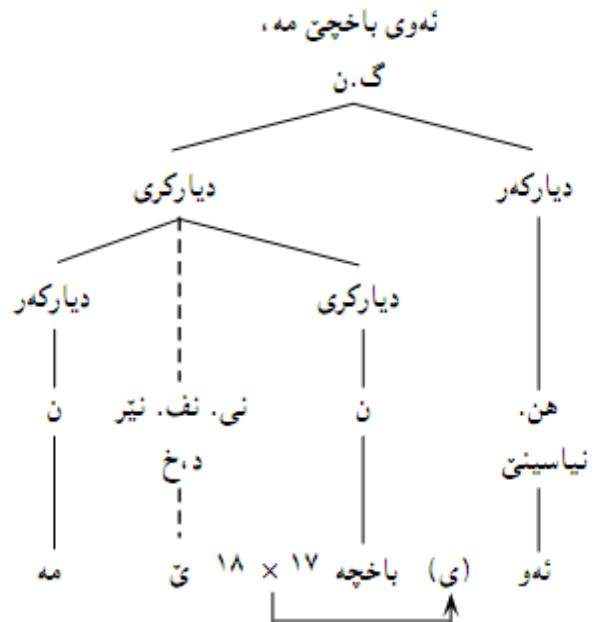 ئەوی باخچێ مە،
گ.ن
دیارکەر دیارکری
دیارکری دیارکەر
هن. ن نی. نف. نێر ن
نیاسینێ د،خ
ئەو (ی) باخچە ١٧ × ١٨ ێ مە